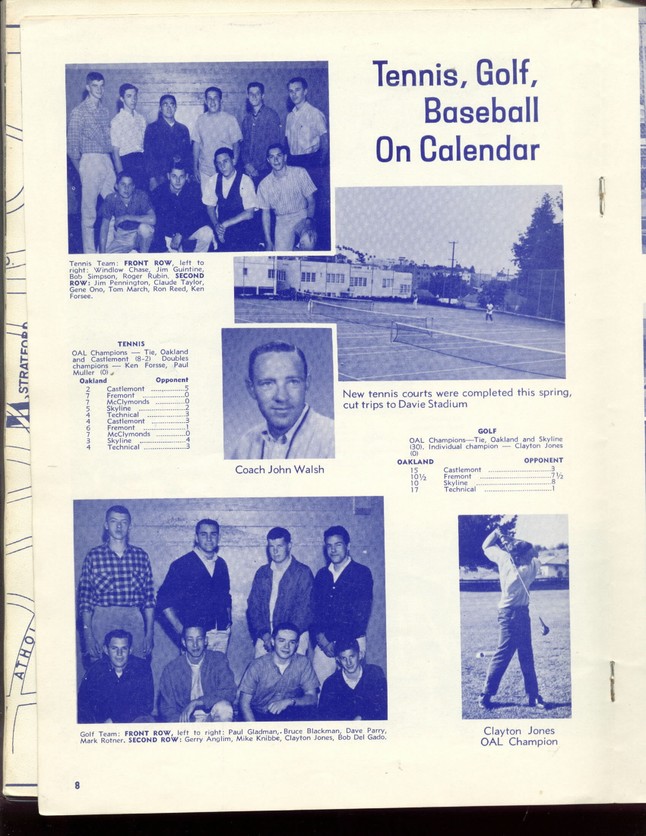 Tennis, Golf,
Baseball
On Calendar
Tennis Team: FRONT ROW, left to
right: Window Chase, Jim Guintine,
Bob Simpson, Roger Rubin. SECOND
ROW: Jim Pennington, Claude Taylor,
Gene Ono, Tom March, Ron Reed, Ken
Forsee.
TENNIS
OAL Champions — Tie, Oakland
and Castlemont (8-2) Doubles
champions — Ken Forsse, Paul
Muller (O).
Oakland Opponent
2 Castlemont 5
7 Fremont 0
7 McClymonds 0
5 Skyline 2
4 Technical 3
4 Castlemont 3
6 Fremont 1
7 McClymonds 0
3 Skyline 4
4 Technical 3
Coach John Walsh
New tennis courts were completed this spring,
cut trips to Davie Stadium
GOLF
OAL Champions—Tie, Oakland and Skyline
(30), Individual champion — Clayton Jones
(O)
OAKLAND OPPONENT
15 Castlemont 3
10½ Fremont 7½
10 Skyline 8
17 Technical 1
Golf Team: FRONT ROW, left to right: Paul Gladman, Bruce Blackman, Dave Parry,
Mark Rotner. SECOND ROW: Gerry Anglim, Mike Knibbe, Clayton Jones, Bob Del Gado.
Clayton Jones
OAL Champion
8
STRATFORD